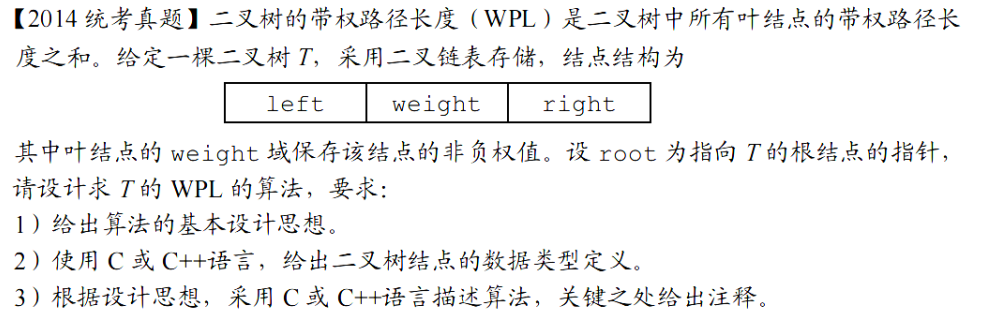 【2014 统考真题】二叉树的带权路径长度（WPL）是二叉树中所有叶结点的带权路径长
度之和。给定一棵二叉树 T，采用二叉链表存储，结点结构为
left weight right
其中叶结点的 weight 域保存该结点的非负权值。设 root 为指向 T 的根结点的指针，
请设计求 T 的 WPL 的算法，要求：
1）给出算法的基本设计思想。
2）使用 C 或 C++语言，给出二叉树结点的数据类型定义。
3）根据设计思想，采用 C 或 C++语言描述算法，关键之处给出注释。